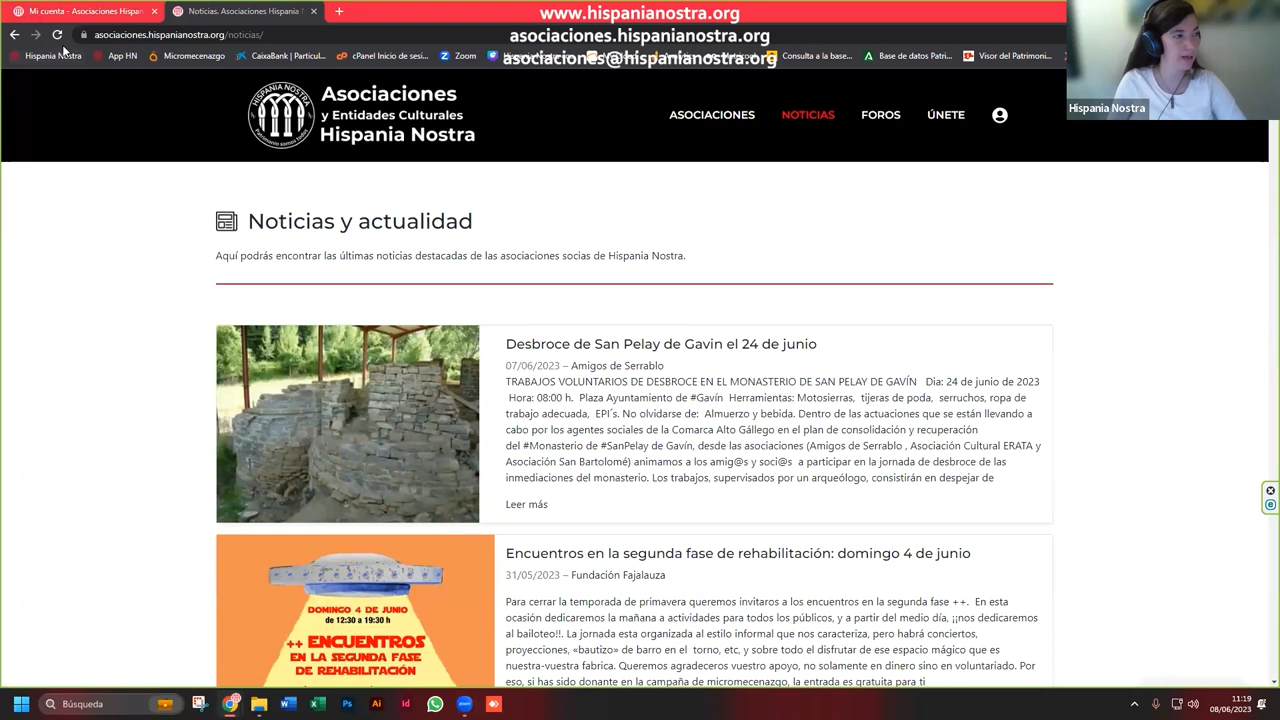 Mi cuenta - Asociaciones Hispan
Noticias. Asociaciones Hispania
www.hispanianostra.org
asociaciones.hispanianostra.org/noticias/
asociaciones.hispanianostra.org
Hispania Nostra
App HN
Micromecenazgo
CaixaBank | Particul...
cPanel Inicio de sesi...
Zoom
asociaciones@hispanianostra.org
Consulta a la base...
Base de datos Patri...
Visor del Patrimoni...
Hispania Nostra
HISPANIA NOSTRA
Asociaciones
y Entidades Culturales
Hispania Nostra
ASOCIACIONES
NOTICIAS
FOROS
ÚNETE
Noticias y actualidad
Aquí podrás encontrar las últimas noticias destacadas de las asociaciones socias de Hispania Nostra.
Desbroce de San Pelay de Gavin el 24 de junio
07/06/2023 – Amigos de Serrablo
TRABAJOS VOLUNTARIOS DE DESBROCE EN EL MONASTERIO DE SAN PELAY DE GAVÍN Día: 24 de junio de 2023
Hora: 08:00 h. Plaza Ayuntamiento de #Gavín Herramientas: Motosierras, tijeras de poda, serruchos, ropa de
trabajo adecuada, EPI´s. No olvidarse de: Almuerzo y bebida. Dentro de las actuaciones que se están llevando a
cabo por los agentes sociales de la Comarca Alto Gállego en el plan de consolidación y recuperación
del #Monasterio de #SanPelay de Gavín, desde las asociaciones (Amigos de Serrablo , Asociación Cultural ERATA y
Asociación San Bartolomé) animamos a los amig@s y soci@s a participar en la jornada de desbroce de las
inmediaciones del monasterio. Los trabajos, supervisados por un arqueólogo, consistirán en despejar de
Leer más
DOMINGO 4 DE JUNIO
de 12:30 a 19:30 h
++ ENCUENTROS
EN LA SEGUNDA FASE
DE REHABILITACIÓN
Encuentros en la segunda fase de rehabilitación: domingo 4 de junio
31/05/2023 – Fundación Fajalauza
Para cerrar la temporada de primavera queremos invitaros a los encuentros en la segunda fase ++. En esta
ocasión dedicaremos la mañana a actividades para todos los públicos, y a partir del medio día, ¡¡nos dedicaremos
al bailoteo!!. La jornada esta organizada al estilo informal que nos caracteriza, pero habrá conciertos,
proyecciones, «bautizo» de barro en el torno, etc, y sobre todo el disfrute de ese espacio mágico que es
nuestra-vuestra fabrica. Queremos agradeceros vuestro apoyo, no solamente en dinero sino en voluntariado. Por
eso, si has sido donante en la campaña de micromecenazgo, la entrada es gratuita para ti
Búsqueda
11:19
08/06/2023